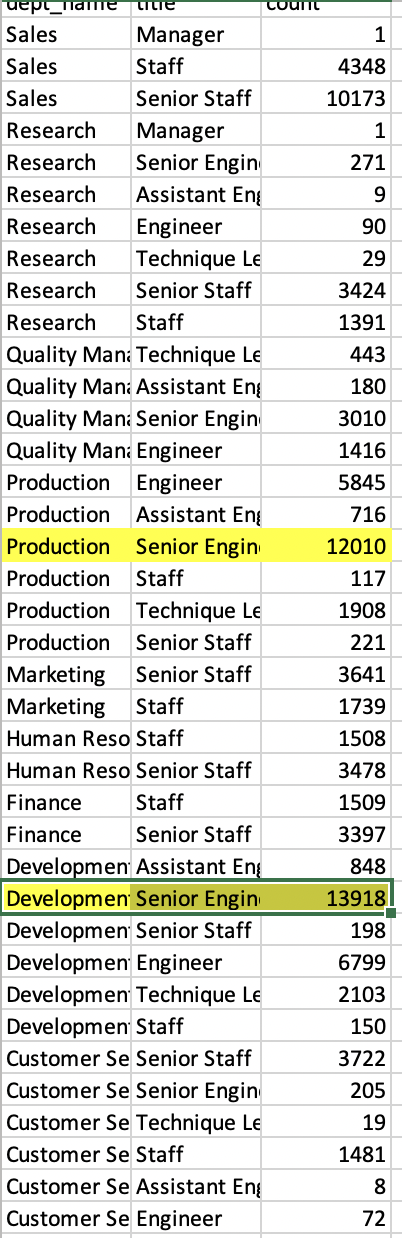 dept_name title count
Sales Manager 1
Sales Staff 4348
Sales Senior Staff 10173
Research Manager 1
Research Senior Engin 271
Research Assistant Eng 9
Research Engineer 90
Research Technique Le 29
Research Senior Staff 3424
Research Staff 1391
Quality Mana Technique Le 443
Quality Mana Assistant Eng 180
Quality Mana Senior Engin 3010
Quality Mana Engineer 1416
Production Engineer 5845
Production Assistant Eng 716
Production Senior Engin 12010
Production Staff 117
Production Technique Le 1908
Production Senior Staff 221
Marketing Senior Staff 3641
Marketing Staff 1739
Human Reso Staff 1508
Human Reso Senior Staff 3478
Finance Staff 1509
Finance Senior Staff 3397
Development Assistant Eng 848
Development Senior Engin 13918
Development Senior Staff 198
Development Engineer 6799
Development Technique Le 2103
Development Staff 150
Customer Se Senior Staff 3722
Customer Se Senior Engin 205
Customer Se Technique Le 19
Customer Se Staff 1481
Customer Se Assistant Eng 8
Customer Se Engineer 72